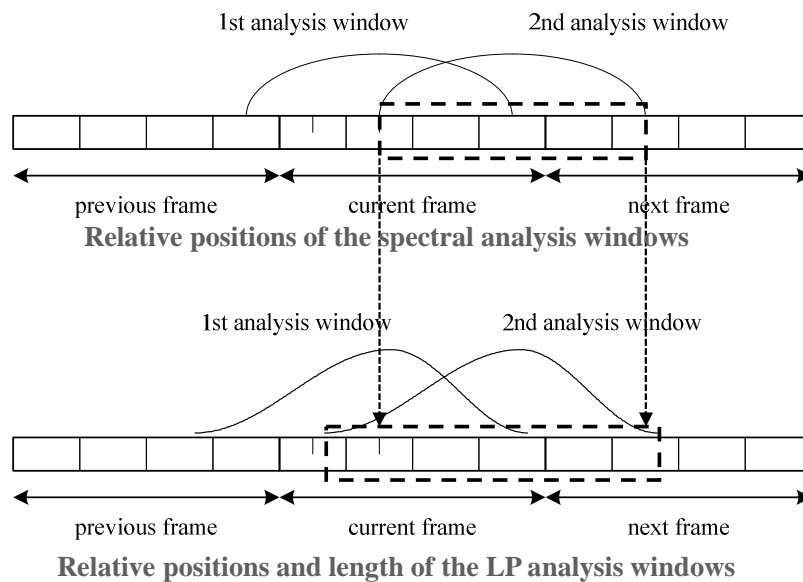 1st analysis window 2nd analysis window
previous frame current frame next frame
Relative positions of the spectral analysis windows
1st analysis window 2nd analysis window
previous frame current frame next frame
Relative positions and length of the LP analysis windows